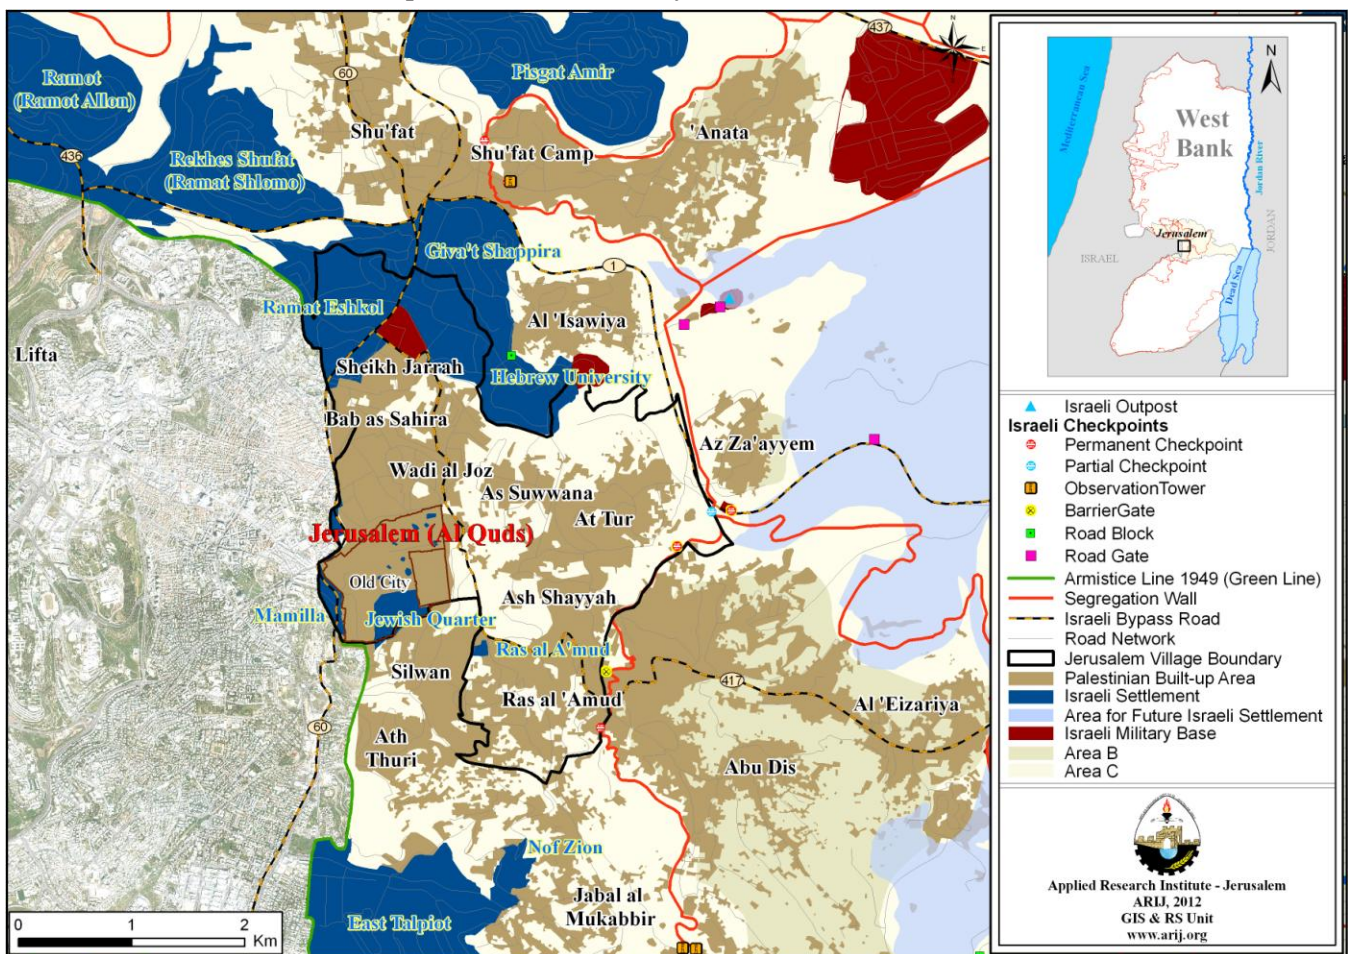 437
N
E
Ramot
(Ramot Allon)
60
Pisgat Amir
Shu'fat
'Anata
Shu'fat Camp
436
Rekhes Shufat
(Ramat Shlomo)
Giva't Shappira
1
Ramat Eshkol
Al 'Isawiya
Lifta
Sheikh Jarrah
Hebrew University
Bab as Sahira
Az Za'ayyem
Wadi al Joz
As Suwwana
At Tur
Jerusalem (Al Quds)
Old City
Ash Shayyah
Mamilla
Jewish Quarter
Ras al A'mud
Silwan
417
Ras al 'Amud
Al 'Eizariya
60
Ath
Thuri
Abu Dis
Nof Zion
Jabal al
Mukabbir
East Talpiot
0 1 2
Km
Mediterranean Sea
N
West
Bank
Jordan River
Jerusalem
JORDAN
ISRAEL
Dead Sea
Israeli Outpost
Israeli Checkpoints
Permanent Checkpoint
Partial Checkpoint
ObservationTower
BarrierGate
Road Block
Road Gate
Armistice Line 1949 (Green Line)
Segregation Wall
Israeli Bypass Road
Road Network
Jerusalem Village Boundary
Palestinian Built-up Area
Israeli Settlement
Area for Future Israeli Settlement
Israeli Military Base
Area B
Area C
Applied Research Institute - Jerusalem
ARIJ, 2012
GIS & RS Unit
www.arij.org